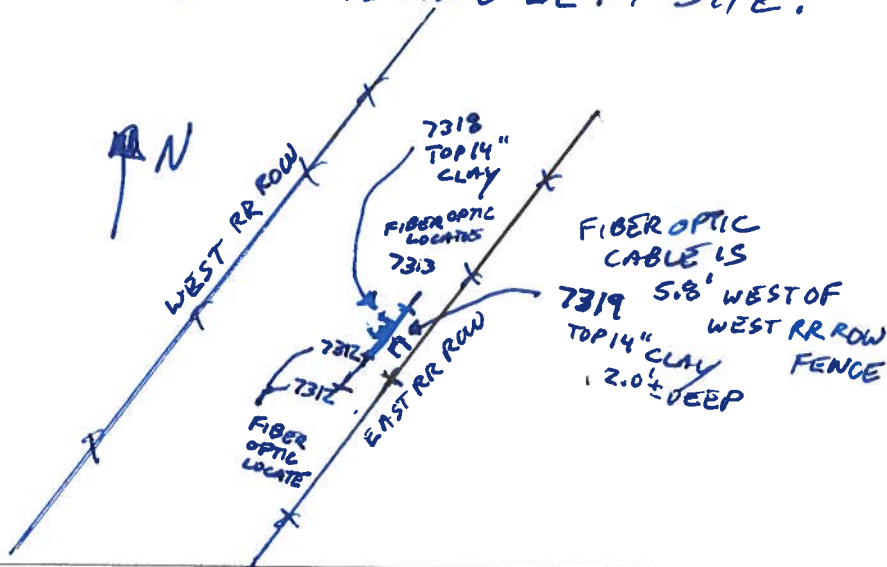 SITE.
N
WEST RR ROW
7318
TOP 14"
CLAY
FIBER OPTIC
LOCATES
7313
7312
7312
FIBER
OPTIC
LOCATE
EAST RR ROW
FIBER OPTIC
CABLE IS
5.8' WEST OF
WEST RR ROW
FENCE
7319
TOP 14" CLAY
2.0'± DEEP